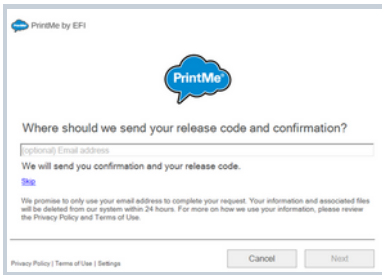 PrintMe by EFI
PrintMe®
Where should we send your release code and confirmation?
(optional) Email address
We will send you confirmation and your release code.
Skip
We promise to only use your email address to complete your request. Your information and associated files
will be deleted from our system within 24 hours. For more on how we use your information, please review
the Privacy Policy and Terms of Use.
Privacy Policy | Terms of Use | Settings
Cancel
Next